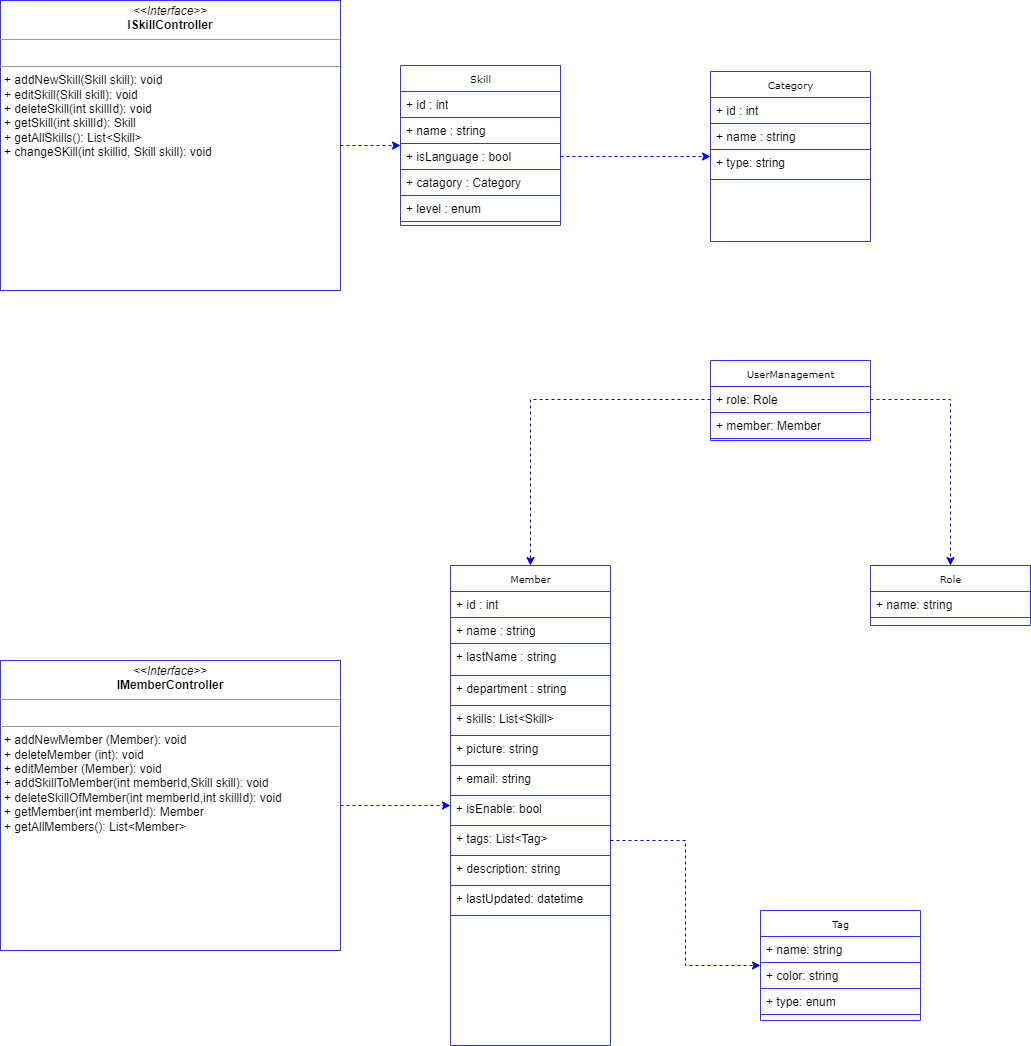 <<Interface>>
ISkillController
+ addNewSkill(Skill skill): void
+ editSkill(Skill skill): void
+ deleteSkill(int skillId): void
+ getSkill(int skillId): Skill
+ getAllSkills(): List<Skill>
+ changeSKill(int skillid, Skill skill): void
Skill
+ id : int
+ name : string
+ isLanguage : bool
+ catagory : Category
+ level : enum
Category
+ id : int
+ name : string
+ type: string
UserManagement
+ role: Role
+ member: Member
Member
+ id : int
+ name : string
+ lastName : string
+ department : string
+ skills: List<Skill>
+ picture: string
+ email: string
+ isEnable: bool
+ tags: List<Tag>
+ description: string
+ lastUpdated: datetime
Role
+ name: string
<<Interface>>
IMemberController
+ addNewMember (Member): void
+ deleteMember (int): void
+ editMember (Member): void
+ addSkillToMember(int memberId,Skill skill): void
+ deleteSkillOfMember(int memberId,int skillId): void
+ getMember(int memberId): Member
+ getAllMembers(): List<Member>
Tag
+ name: string
+ color: string
+ type: enum